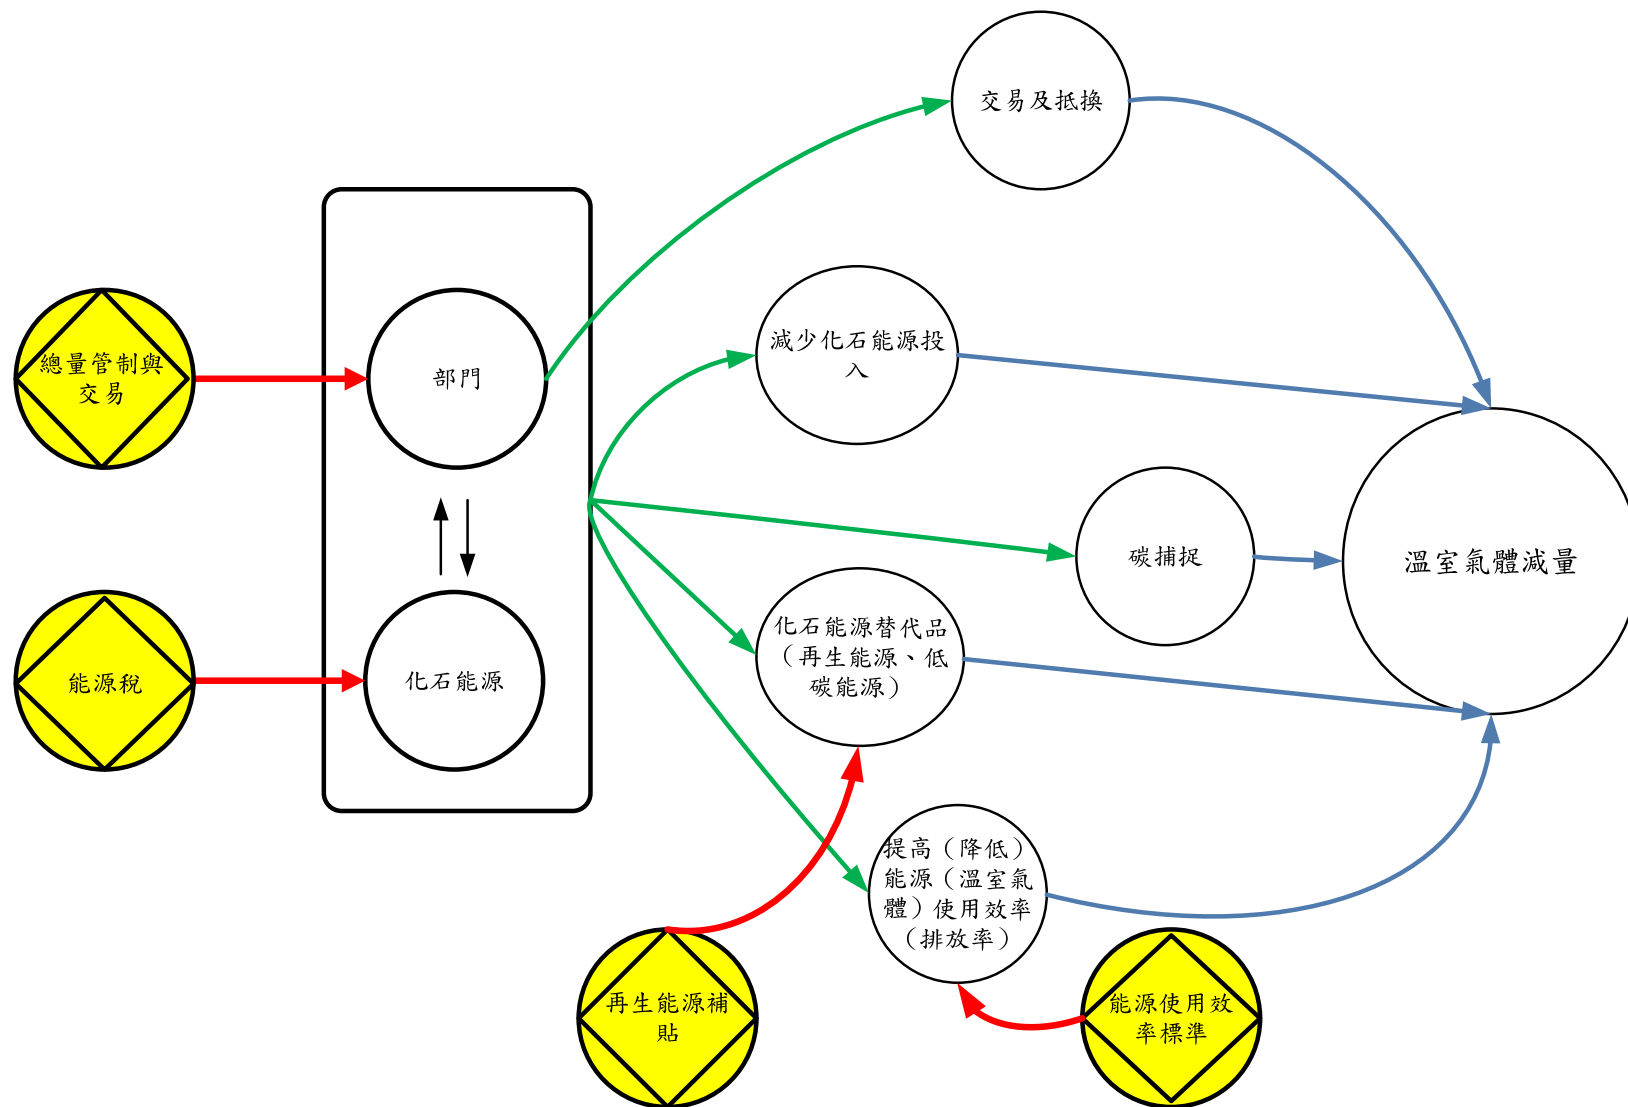 交易及抵換
減少化石能源投
入
總量管制與
交易
部門
碳捕捉
溫室氣體減量
化石能源替代品
（再生能源、低
碳能源）
能源稅
化石能源
提高（降低）
能源（溫室氣
體）使用效率
（排放率）
再生能源補
貼
能源使用效
率標準